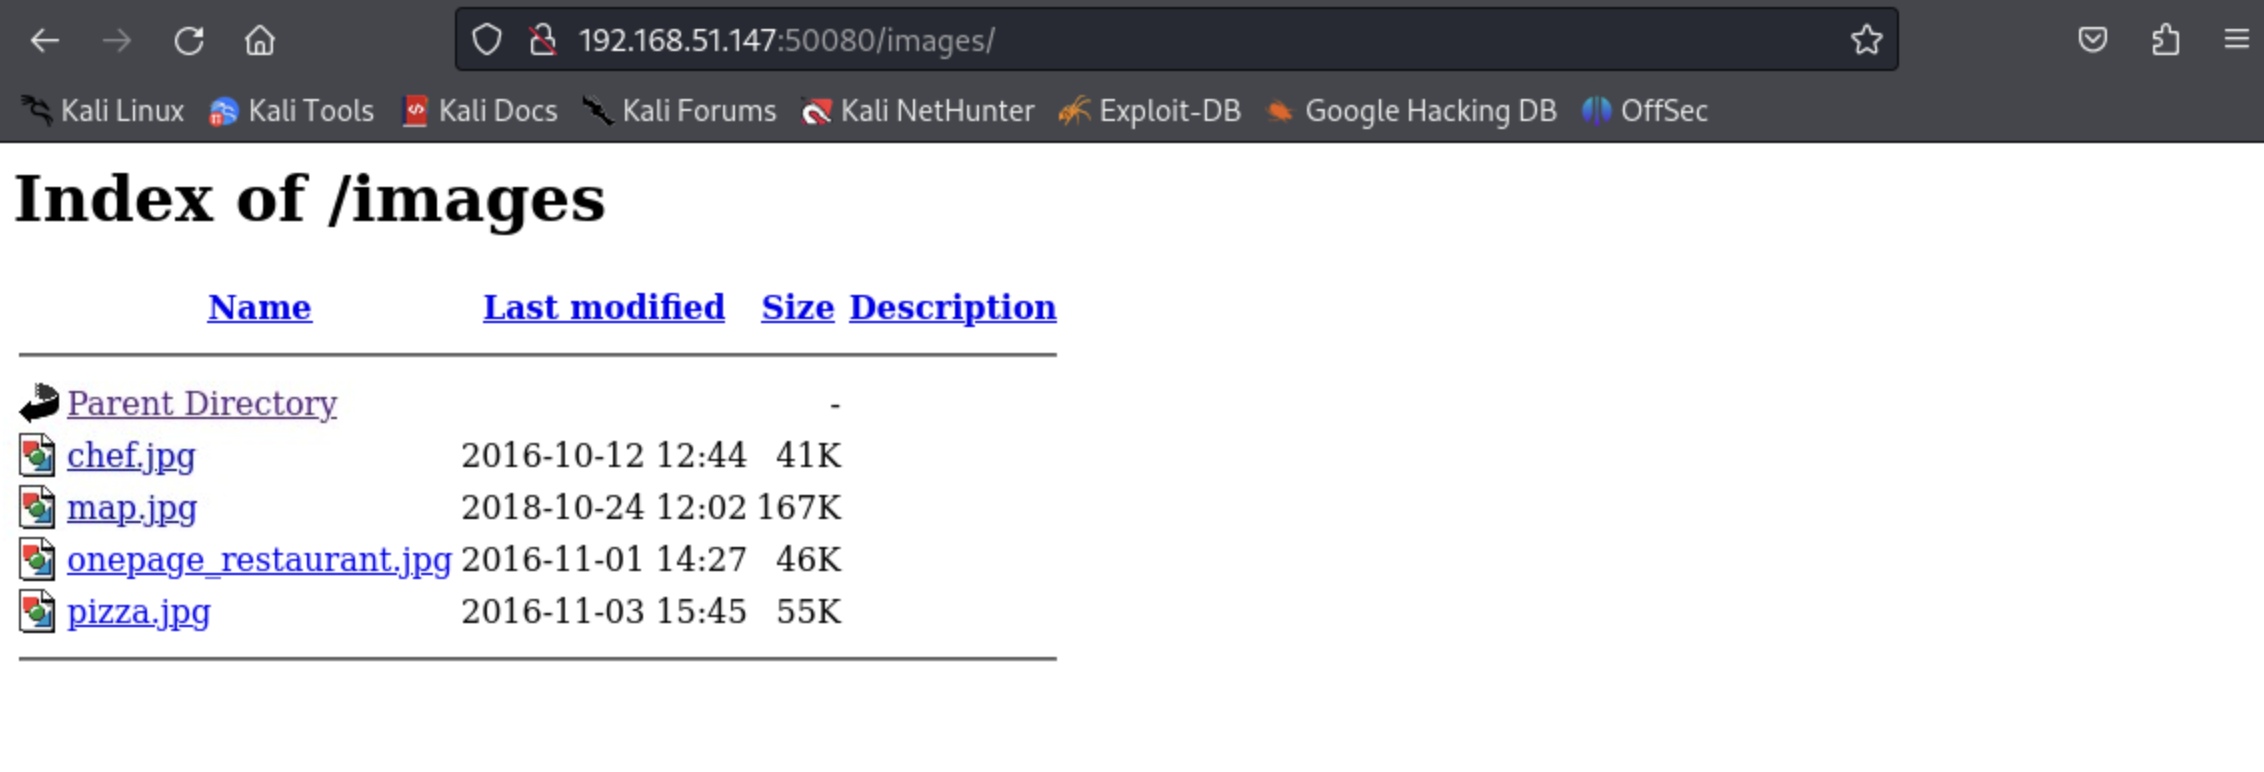 192.168.51.147:50080/images/
Kali Linux Kali Tools Kali Docs Kali Forums Kali NetHunter Exploit-DB Google Hacking DB OffSec
Index of /images
Name Last modified Size Description
Parent Directory -
chef.jpg 2016-10-12 12:44 41K
map.jpg 2018-10-24 12:02 167K
onepage_restaurant.jpg 2016-11-01 14:27 46K
pizza.jpg 2016-11-03 15:45 55K